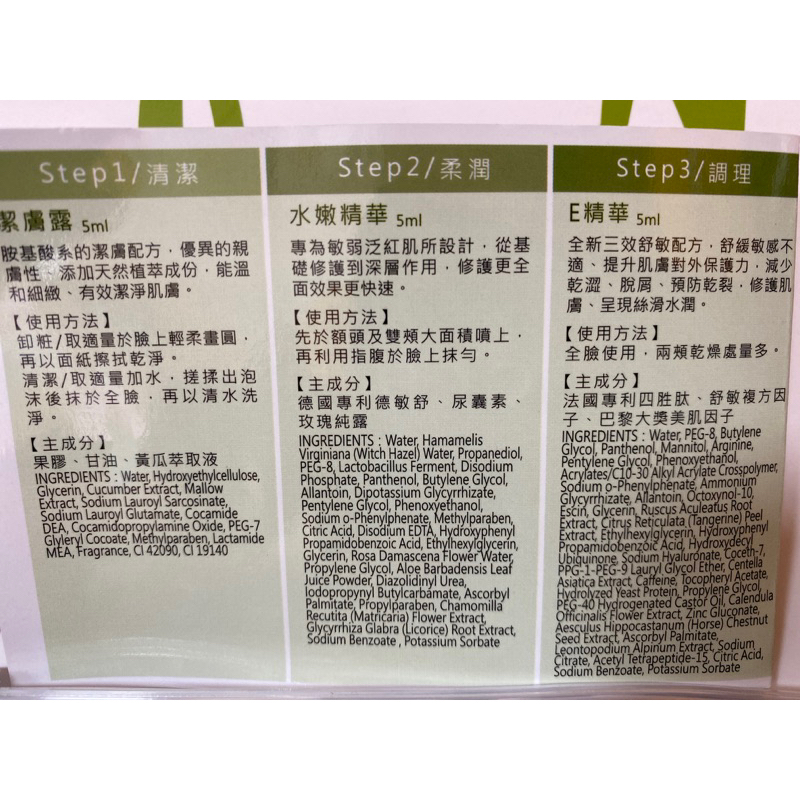 Step1/清潔
潔膚露 5ml
胺基酸系的潔膚配方，優異的親
膚性，添加天然植萃成份，能溫
和細緻、有效潔淨肌膚。
【使用方法】
卸粧/取適量於臉上輕柔畫圓，
再以面紙擦拭乾淨。
清潔/取適量加水，搓揉出泡
沫後抹於全臉，再以清水洗
淨。
【主成分】
果膠、甘油、黃瓜萃取液
INGREDIENTS：Water, Hydroxyethylcellulose,
Glycerin, Cucumber Extract, Mallow
Extract, Sodium Lauroyl Sarcosinate,
Sodium Lauroyl Glutamate, Cocamide
DEA, Cocamidopropylamine Oxide, PEG-7
Glyleryl Cocoate, Methylparaben, Lactamide
MEA, Fragrance, CI 42090, CI 19140
Step2/柔潤
水嫩精華 5ml
專為敏弱泛紅肌所設計，從基
礎修護到深層作用，修護更全
面效果更快速。
【使用方法】
先於額頭及雙頰大面積噴上，
再利用指腹於臉上抹勻。
【主成分】
德國專利德敏舒、尿囊素、
玫瑰純露
INGREDIENTS：Water, Hamamelis
Virginiana (Witch Hazel) Water, Propanediol,
PEG-8, Lactobacillus Ferment, Disodium
Phosphate, Panthenol, Butylene Glycol,
Allantoin, Dipotassium Glycyrrhizate,
Pentylene Glycol, Phenoxyethanol,
Sodium o-Phenylphenate, Methylparaben,
Citric Acid, Disodium EDTA, Hydroxyphenyl
Propamidobenzoic Acid, Ethylhexylglycerin,
Glycerin, Rosa Damascena Flower Water,
Propylene Glycol, Aloe Barbadensis Leaf
Juice Powder, Diazolidinyl Urea,
Iodopropynyl Butylcarbamate, Ascorbyl
Palmitate, Propylparaben, Chamomilla
Recutita (Matricaria) Flower Extract,
Glycyrrhiza Glabra (Licorice) Root Extract,
Sodium Benzoate , Potassium Sorbate
Step3/調理
E精華 5ml
全新三效舒敏配方，舒緩敏感不
適、提升肌膚對外保護力，減少
乾澀、脫屑、預防乾裂，修護肌
膚、呈現絲滑水潤。
【使用方法】
全臉使用，兩頰乾燥處量多。
【主成分】
法國專利四胜肽、舒敏複方因
子、巴黎大獎美肌因子
INGREDIENTS：Water, PEG-8, Butylene
Glycol, Panthenol, Mannitol, Arginine,
Pentylene Glycol, Phenoxyethanol,
Acrylates/C10-30 Alkyl Acrylate Crosspolymer,
Sodium o-Phenylphenate, Ammonium
Glycyrrhizate, Allantoin, Octoxynol-10,
Escin, Glycerin, Ruscus Aculeafus Root
Extract, Citrus Reticulata (Tangerine) Peel
Extract, Ethylhexylglycerin, Hydroxyphenyl
Propamidobenzoic Acid, Hydroxydecyl
Ubiquinone, Sodium Hyaluronate, Coceth-7,
PPG-1-PEG-9 Lauryl Glycol Ether, Centella
Asiatica Extract, Caffeine, Tocopheryl Acetate,
Hydrolyzed Yeast Protein, Propylene Glycol,
PEG-40 Hydrogenated Castor Oil, Calendula
Officinalis Flower Extract, Zinc Gluconate,
Aesculus Hippocastanum (Horse) Chestnut
Seed Extract, Ascorbyl Palmitate,
Leontopodium Alpinum Extract, Sodium
Citrate, Acetyl Tetrapeptide-15, Citric Acid,
Sodium Benzoate, Potassium Sorbate